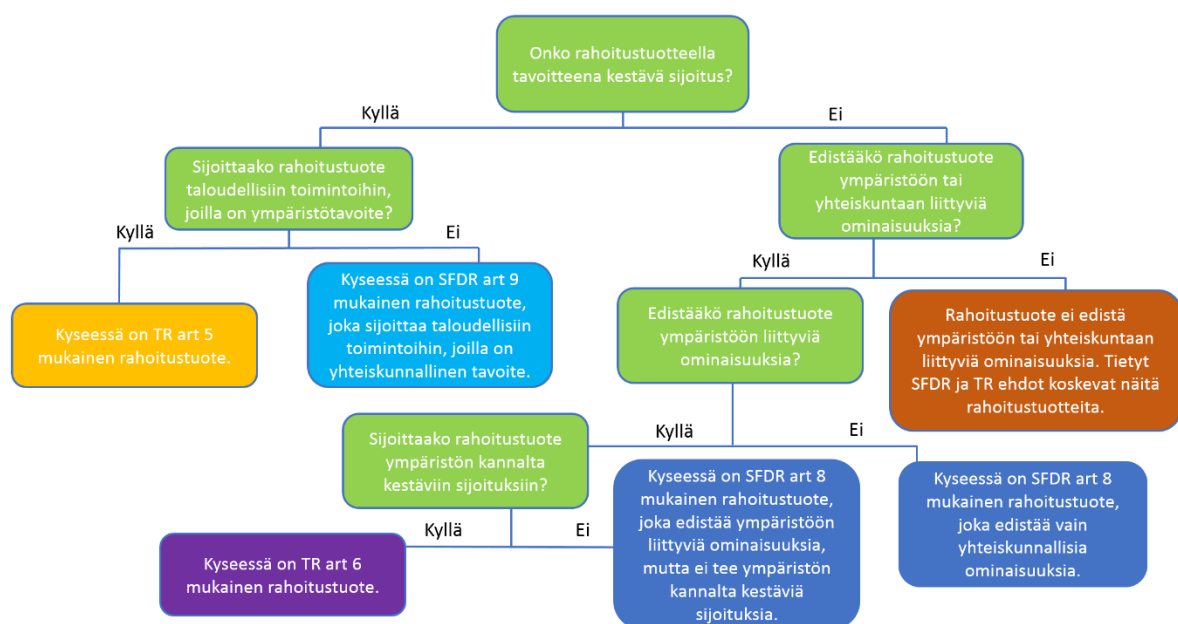 Onko rahoitustuotteella
tavoitteena kestävä sijoitus?
Kyllä
Ei
Sijoittaako rahoitustuote
taloudellisiin toimintoihin,
joilla on ympäristötavoite?
Edistääkö rahoitustuote
ympäristöön tai
yhteiskuntaan liittyviä
ominaisuuksia?
Kyllä
Ei
Kyllä
Ei
Kyseessä on TR art 5
mukainen rahoitustuote.
Kyseessä on SFDR art 9
mukainen rahoitustuote,
joka sijoittaa taloudellisiin
toimintoihin, joilla on
yhteiskunnallinen tavoite.
Edistääkö rahoitustuote
ympäristöön liittyviä
ominaisuuksia?
Rahoitustuote ei edistä
ympäristöön tai yhteiskuntaan
liittyviä ominaisuuksia. Tietyt
SFDR ja TR ehdot koskevat näitä
rahoitustuotteita.
Kyllä
Ei
Sijoittaako rahoitustuote
ympäristön kannalta
kestäviin sijoituksiin?
Kyseessä on SFDR art 8
mukainen rahoitustuote,
joka edistää ympäristöön
liittyviä ominaisuuksia,
mutta ei tee ympäristön
kannalta kestäviä
sijoituksia.
Kyseessä on SFDR art 8
mukainen rahoitustuote,
joka edistää vain
yhteiskunnallisia
ominaisuuksia.
Kyllä
Ei
Kyseessä on TR art 6
mukainen rahoitustuote.